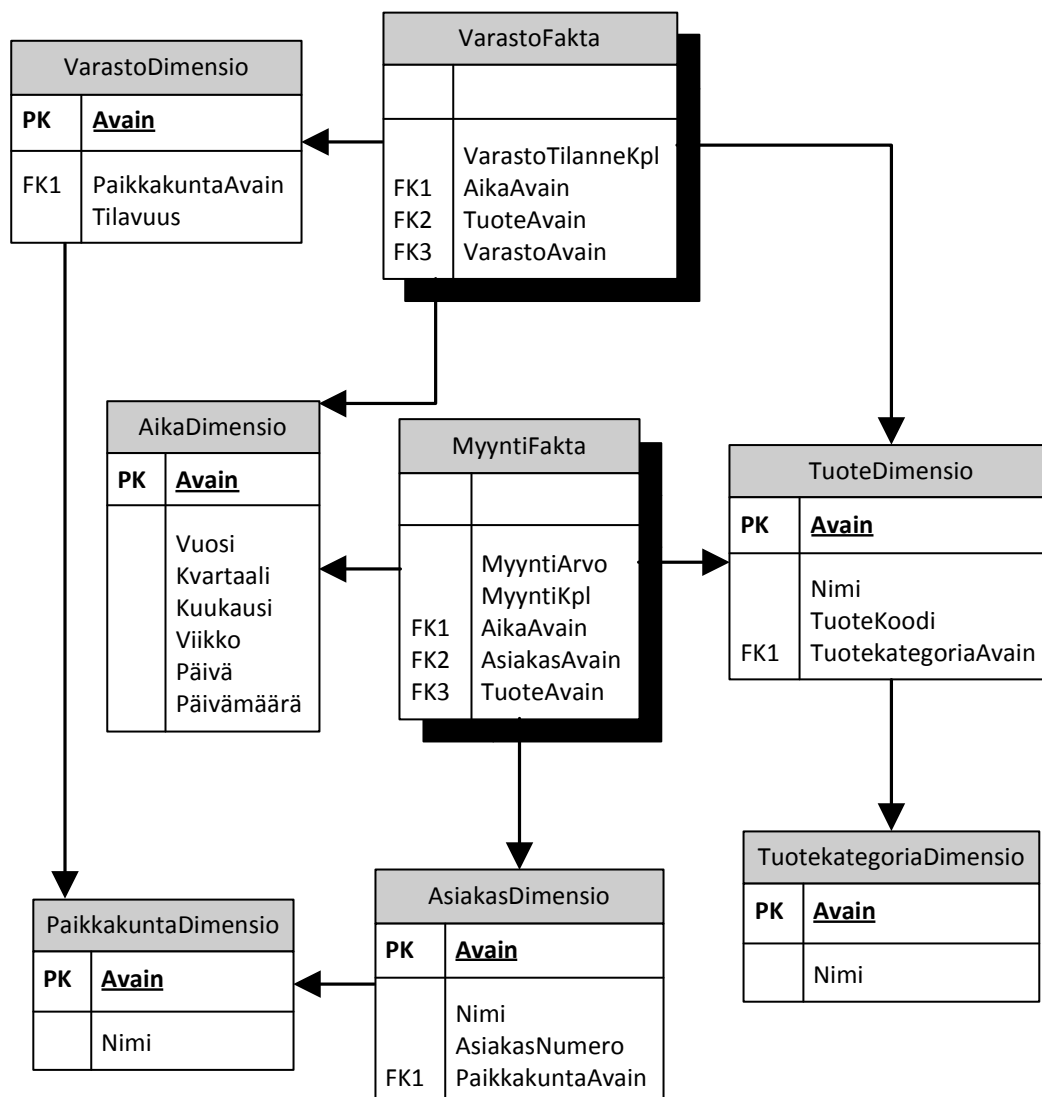 VarastoFakta
VarastoTilanneKpl
FK1 AikaAvain
FK2 TuoteAvain
FK3 VarastoAvain
VarastoDimensio
PK Avain
FK1 PaikkakuntaAvain
Tilavuus
AikaDimensio
PK Avain
Vuosi
Kvartaali
Kuukausi
Viikko
Päivä
Päivämäärä
MyyntiFakta
MyyntiArvo
MyyntiKpl
FK1 AikaAvain
FK2 AsiakasAvain
FK3 TuoteAvain
TuoteDimensio
PK Avain
Nimi
TuoteKoodi
FK1 TuotekategoriaAvain
TuotekategoriaDimensio
PK Avain
Nimi
AsiakasDimensio
PK Avain
Nimi
AsiakasNumero
FK1 PaikkakuntaAvain
PaikkakuntaDimensio
PK Avain
Nimi